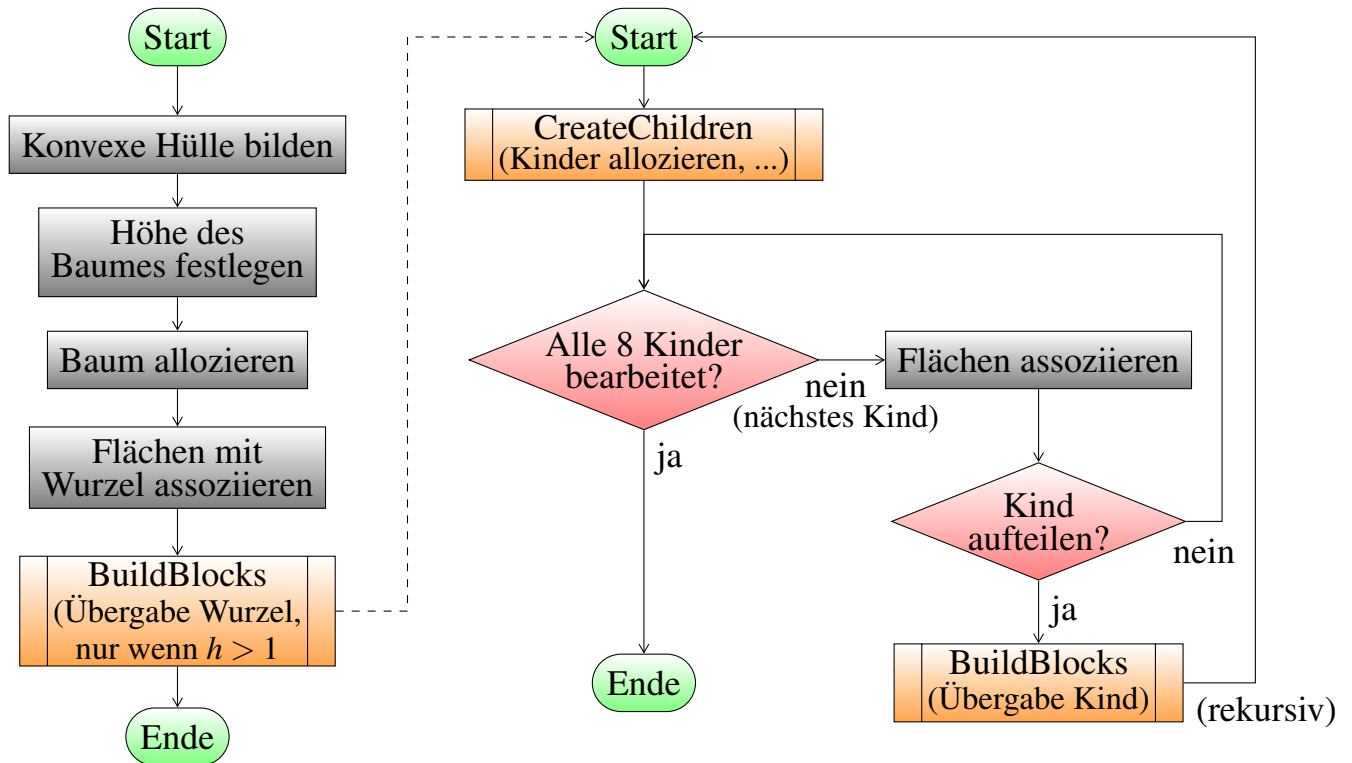 Start
Konvexe Hülle bilden
Höhe des
Baumes festlegen
Baum allozieren
Flächen mit
Wurzel assoziieren
BuildBlocks
(Übergabe Wurzel,
nur wenn h > 1
Ende
Start
CreateChildren
(Kinder allozieren, ...)
Alle 8 Kinder
bearbeitet?
nein
(nächstes Kind)
ja
Ende
Flächen assoziieren
Kind
aufteilen?
nein
ja
BuildBlocks
(Übergabe Kind)
(rekursiv)